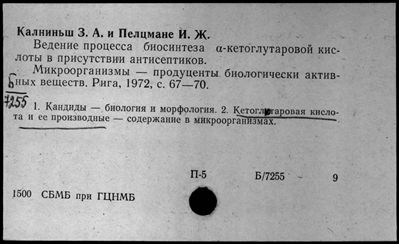 Калниньш З. А. и Пелцмане И. Ж.
Ведение процесса биосинтеза α-кетоглутаровой кис-
лоты в присутствии антисептиков.
Микроорганизмы — продуценты биологически актив-
ных веществ. Рига, 1972, с. 67—70.
Б
7255
1. Кандиды — биология и морфология. 2. Кетоглутаровая кисло-
та и ее производные — содержание в микроорганизмах.
П-5 Б/7255 9
1500 СБМБ при ГЦНМБ